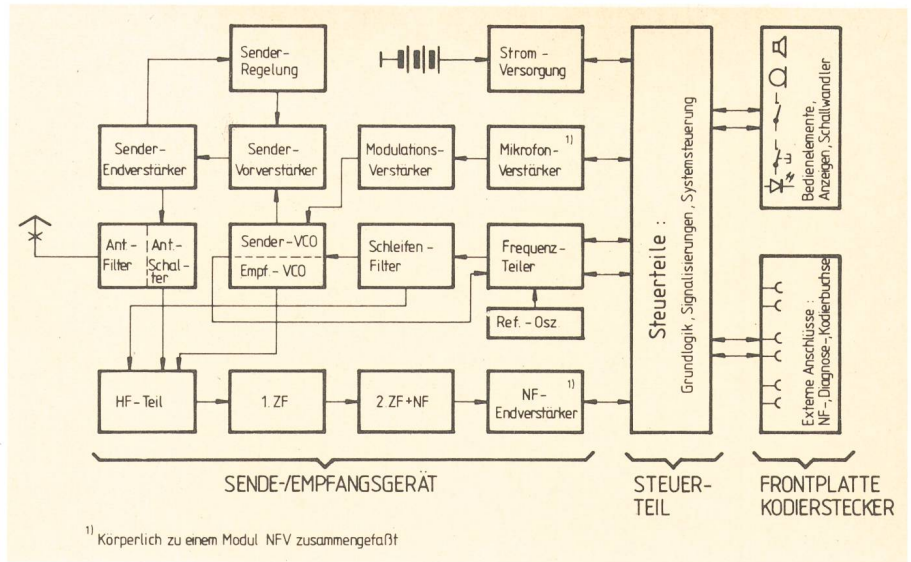 Sender-
Regelung
Strom-
Versorgung
Sender-
Endverstärker
Sender-
Vorverstärker
Modulations-
Verstärker
Mikrofon- 1)
Verstärker
Ant.-
Filter
Ant.-
Schal-
ter
Sender-VCO
Empf.-VCO
Schleifen-
Filter
Frequenz-
Teiler
Ref.-Osz.
HF-Teil
1.ZF
2.ZF+NF
NF- 1)
Endverstärker
Steuerteile:
Grundlogik, Signalisierungen, Systemsteuerung
Bedienelemente,
Anzeigen, Schallwandler
Externe Anschlüsse:
NF-, Diagnose-, Kodierbuchse
SENDE-/EMPFANGSGERÄT
STEUER-
TEIL
FRONTPLATTE
KODIERSTECKER
1) Körperlich zu einem Modul NFV zusammengefaßt